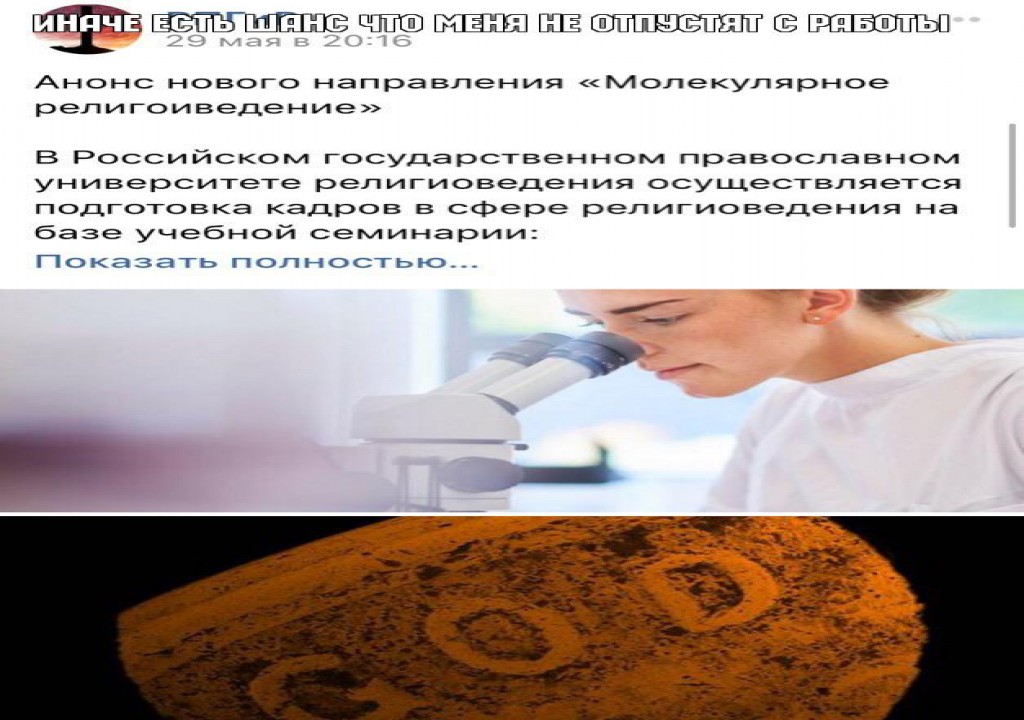 ИНАЧЕ ЕСТЬ ШАНС ЧТО МЕНЯ НЕ ОТПУСТЯТ С РАБОТЫ
29 мая в 20:16
Анонс нового направления «Молекулярное
религоиведение»
В Российском государственном православном
университете религиоведения осуществляется
подготовка кадров в сфере религиоведения на
базе учебной семинарии:
Показать полностью...
GOD